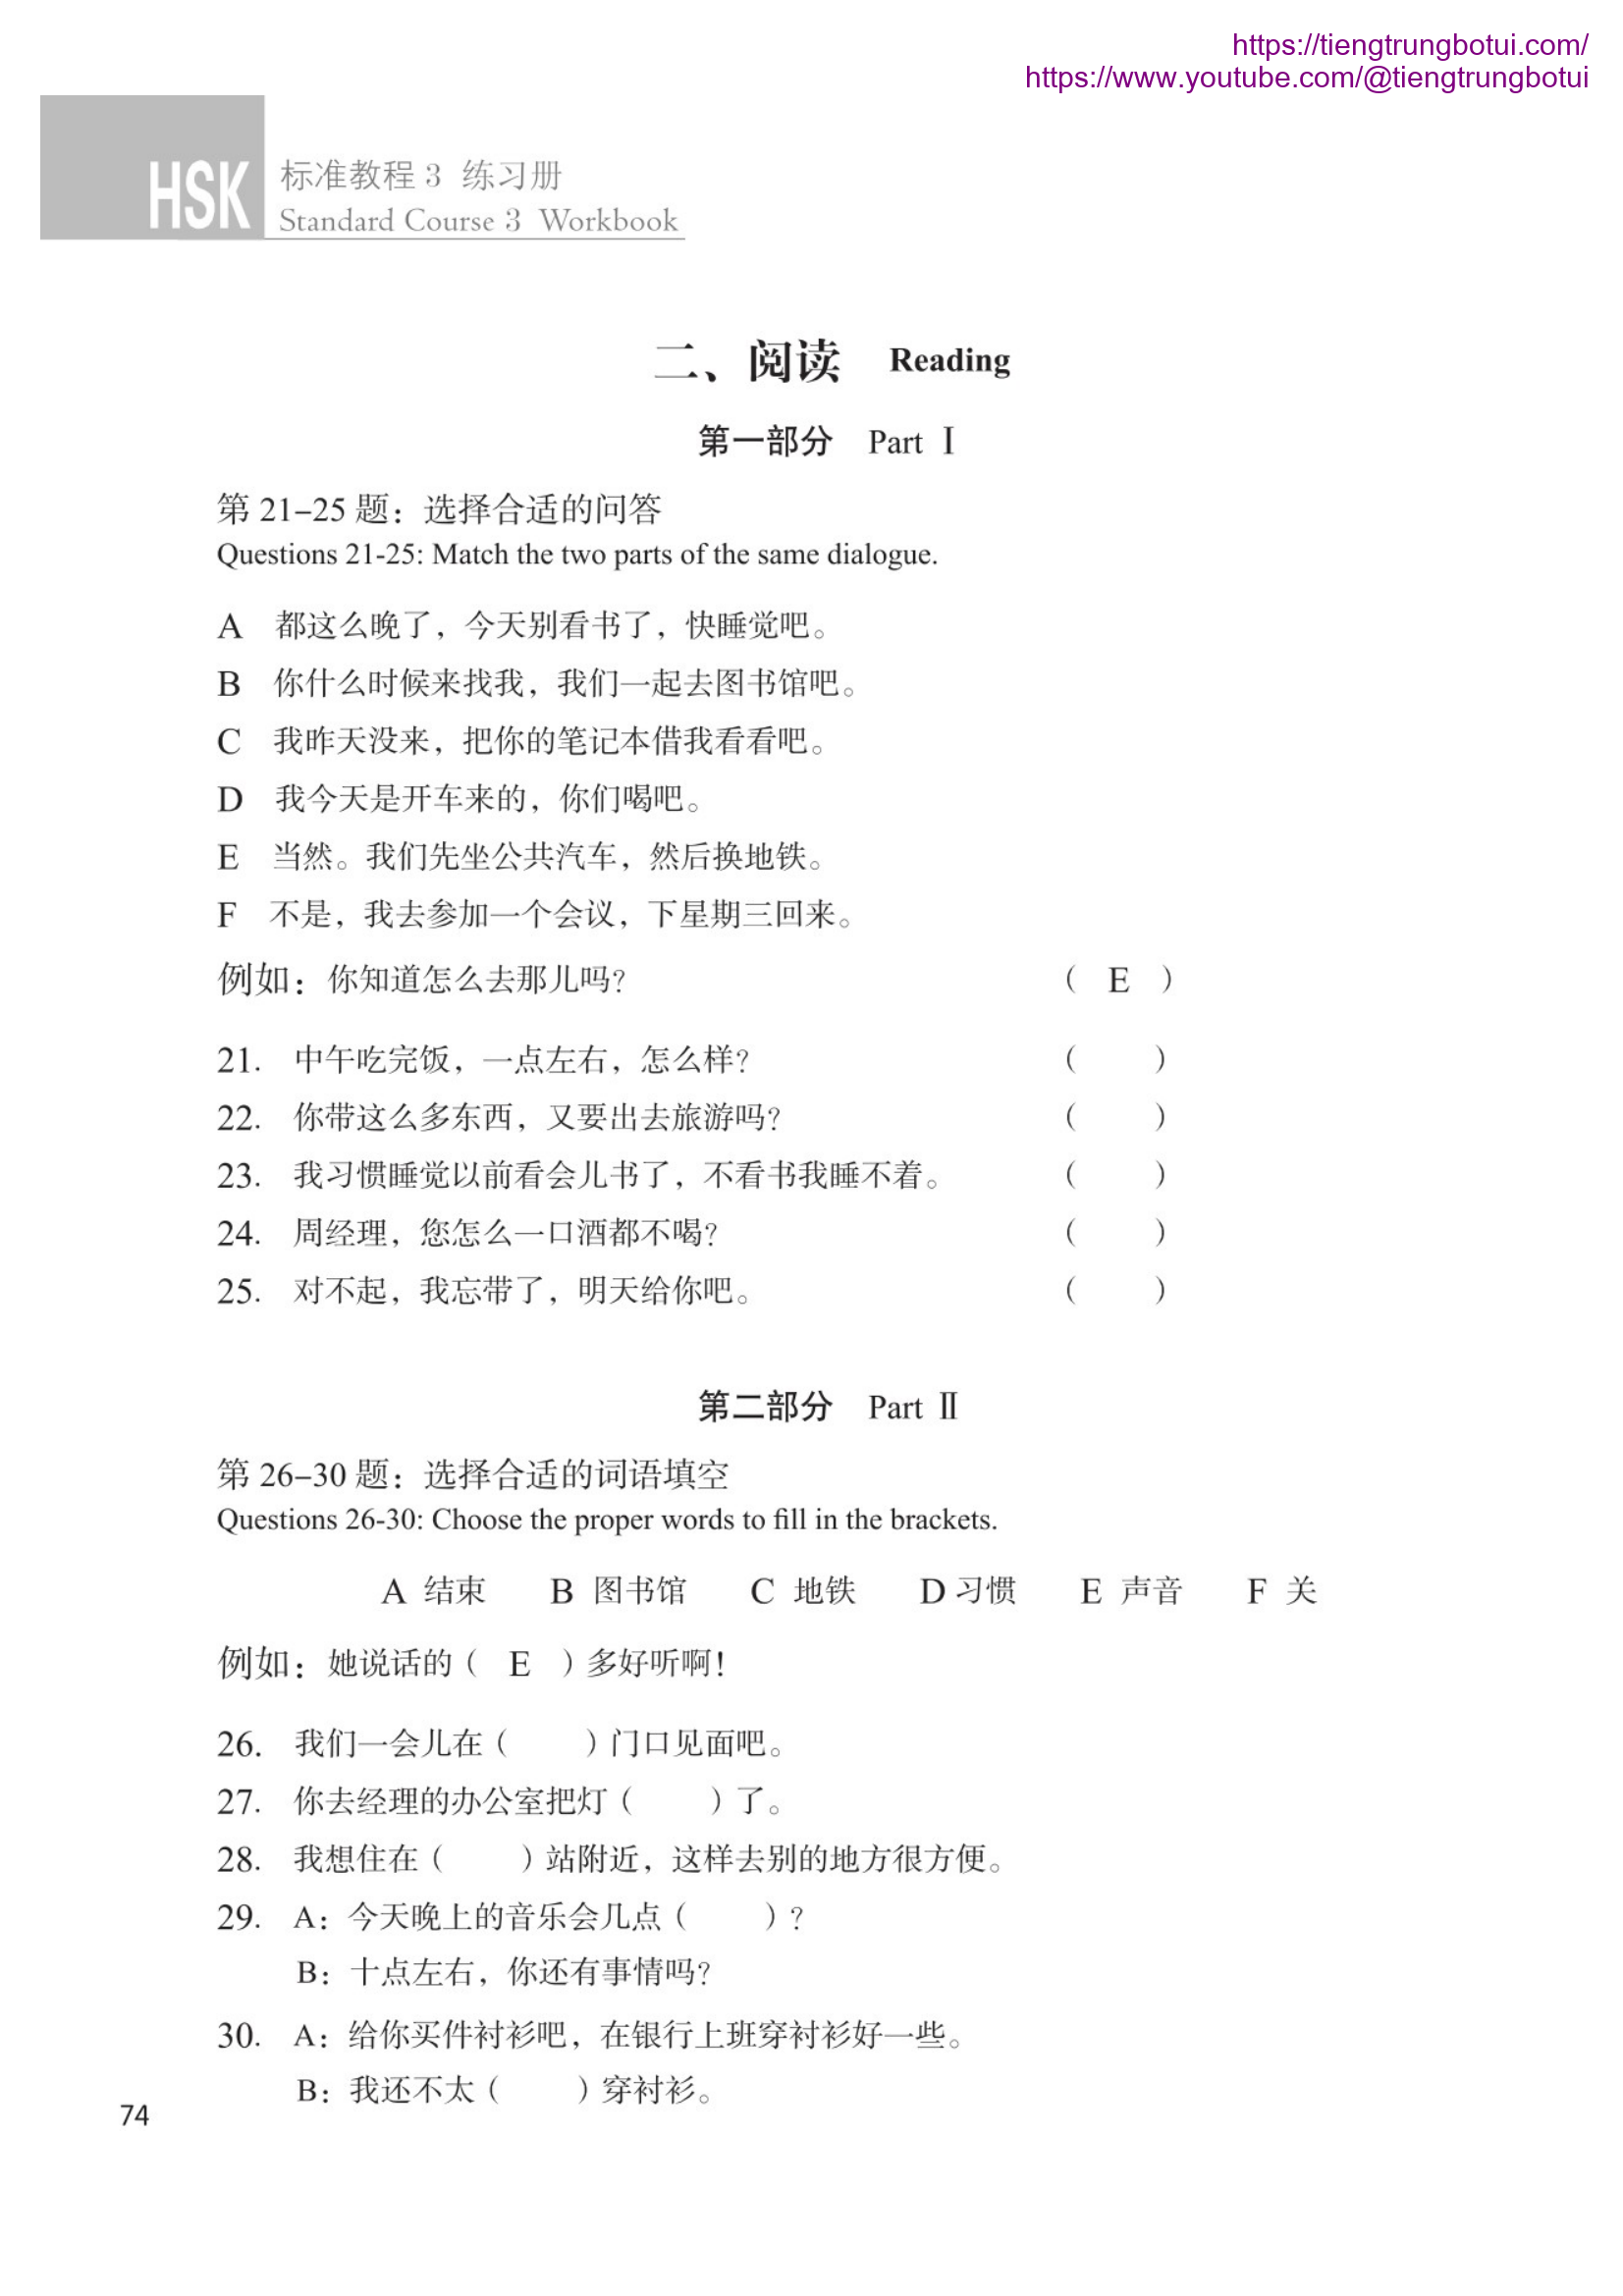 https://tiengtrungbotui.com/
https://www.youtube.com/@tiengtrungbotui
HSK 标准教程 3 练习册
Standard Course 3 Workbook
二、阅读 Reading
第一部分 Part Ⅰ
第 21–25 题：选择合适的问答
Questions 21-25: Match the two parts of the same dialogue.
A 都这么晚了，今天别看书了，快睡觉吧。
B 你什么时候来找我，我们一起去图书馆吧。
C 我昨天没来，把你的笔记本借我看看吧。
D 我今天是开车来的，你们喝吧。
E 当然。我们先坐公共汽车，然后换地铁。
F 不是，我去参加一个会议，下星期三回来。
例如：你知道怎么去那儿吗？ （ E ）
21. 中午吃完饭，一点左右，怎么样？ （ ）
22. 你带这么多东西，又要出去旅游吗？ （ ）
23. 我习惯睡觉以前看会儿书了，不看书我睡不着。 （ ）
24. 周经理，您怎么一口酒都不喝？ （ ）
25. 对不起，我忘带了，明天给你吧。 （ ）
第二部分 Part Ⅱ
第 26–30 题：选择合适的词语填空
Questions 26-30: Choose the proper words to fill in the brackets.
A 结束 B 图书馆 C 地铁 D 习惯 E 声音 F 关
例如：她说话的（ E ）多好听啊！
26. 我们一会儿在（ ）门口见面吧。
27. 你去经理的办公室把灯（ ）了。
28. 我想住在（ ）站附近，这样去别的地方很方便。
29. A：今天晚上的音乐会几点（ ）？
B：十点左右，你还有事情吗？
30. A：给你买件衬衫吧，在银行上班穿衬衫好一些。
B：我还不太（ ）穿衬衫。
74